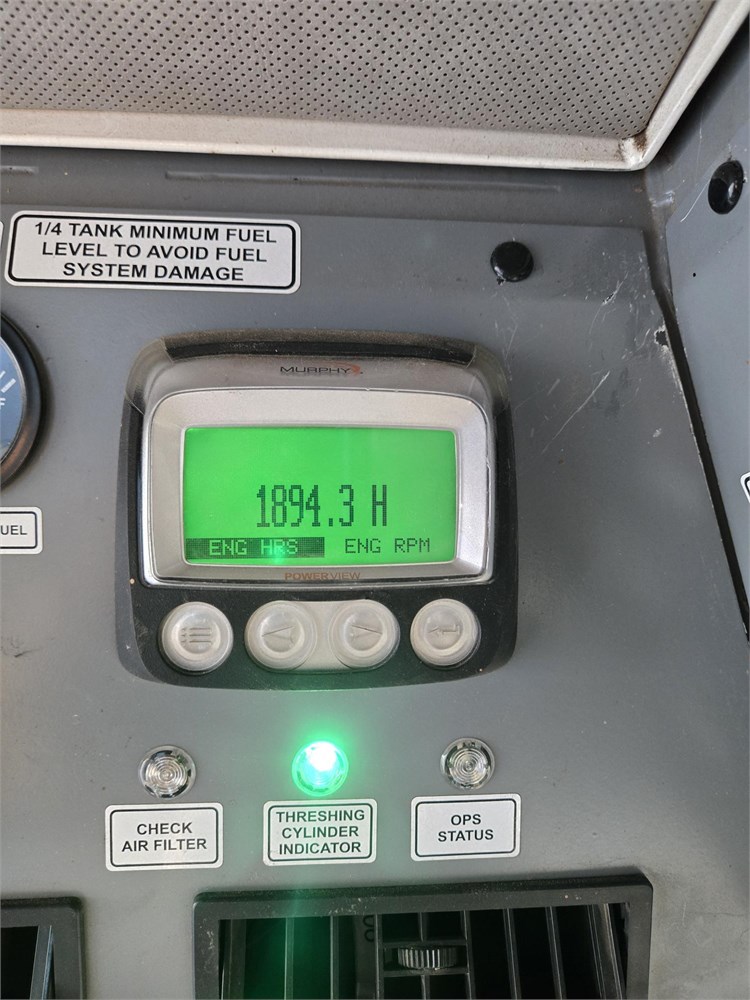 1/4 TANK MINIMUM FUEL
LEVEL TO AVOID FUEL
SYSTEM DAMAGE
MURPHY
1894.3 H
ENG HRS ENG RPM
UEL
POWERVIEW
CHECK
AIR FILTER
THRESHING
CYLINDER
INDICATOR
OPS
STATUS